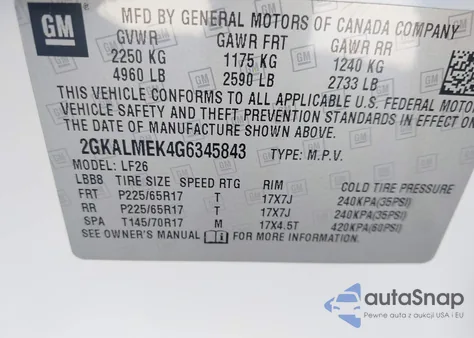 GM
MFD BY GENERAL MOTORS OF CANADA COMPANY
GVWR GAWR FRT GAWR RR
2250 KG 1175 KG 1240 KG
4960 LB 2590 LB 2733 LB
THIS VEHICLE CONFORMS TO ALL APPLICABLE U.S. FEDERAL MOTOR
VEHICLE SAFETY AND THEFT PREVENTION STANDARDS IN EFFECT ON
THE DATE OF MANUFACTURE SHOWN ABOVE.
2GKALMEK4G6345843 TYPE: M.P.V.
MODEL: LF26
LBBB TIRE SIZE SPEED RTG RIM COLD TIRE PRESSURE
FRT P225/65R17 T 17X7J 240KPA(35PSI)
RR P225/65R17 T 17X7J 240KPA(35PSI)
SPA T145/70R17 M 17X4.5T 420KPA(60PSI)
SEE OWNER'S MANUAL FOR MORE INFORMATION
autoSnap
Pewne auta z aukcji USA i EU